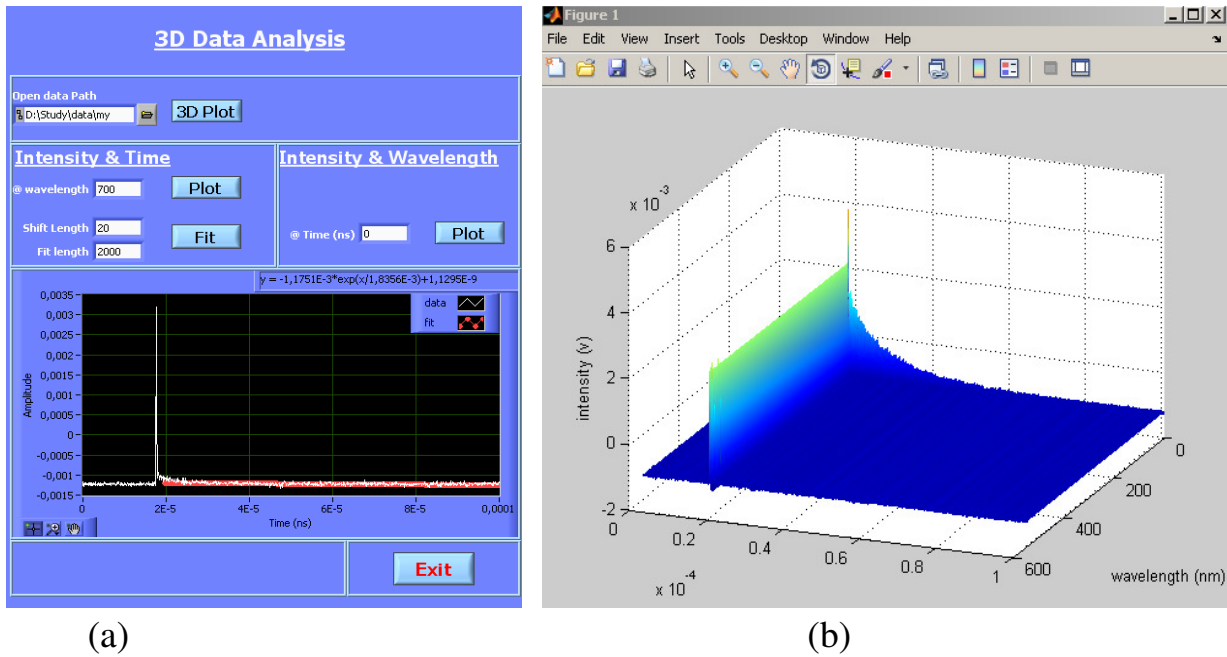 3D Data Analysis
Open data Path
D:\Study\data\my
3D Plot
Intensity & Time
@ wavelength 700
Plot
Shift Length 20
Fit length 2000
Fit
Intensity & Wavelength
@ Time (ns) 0
Plot
y = -1,1751E-3*exp(x/1,8356E-3)+1,1295E-9
data
fit
Amplitude
0,0035
0,003
0,0025
0,002
0,0015
0,001
0,0005
0
-0,0005
-0,001
-0,0015
0 2E-5 4E-5 6E-5 8E-5 0,0001
Time (ns)
Exit
(a)
Figure 1
File Edit View Insert Tools Desktop Window Help
x 10-3
intensity (v)
6
4
2
0
-2
0 0.2 0.4 0.6 0.8 1
x 10-4
0
200
400
600
wavelength (nm)
(b)